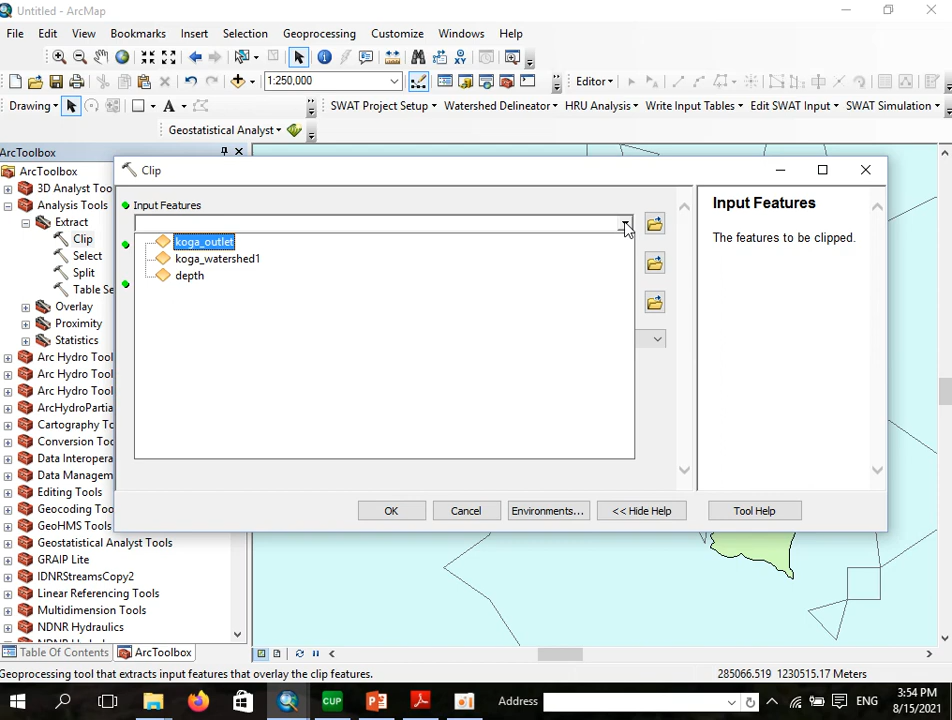 Untitled - ArcMap
File Edit View Bookmarks Insert Selection Geoprocessing Customize Windows Help
1:250,000
Editor
Drawing A SWAT Project Setup Watershed Delineator HRU Analysis Write Input Tables Edit SWAT Input SWAT Simulation
Geostatistical Analyst
ArcToolbox
ArcToolbox
3D Analyst Too
Analysis Tools
Extract
Clip
Select
Split
Table Se
Overlay
Proximity
Statistics
Arc Hydro Tool
Arc Hydro Tool
Arc Hydro Tool
ArcHydroPartia
Cartography To
Conversion Too
Data Interopera
Data Managem
Editing Tools
Geocoding Too
GeoHMS Tools
Geostatistical Analyst Tools
GRAIP Lite
IDNRStreamsCopy2
Linear Referencing Tools
Multidimension Tools
NDNR Hydraulics
Table Of Contents ArcToolbox
Clip
Input Features
koga_outlet
koga_watershed1
depth
OK Cancel Environments... << Hide Help Tool Help
Input Features
The features to be clipped.
Geoprocessing tool that extracts input features that overlay the clip features.
285066.519 1230515.17 Meters
CUP
Address
ENG
3:54 PM
8/15/2021